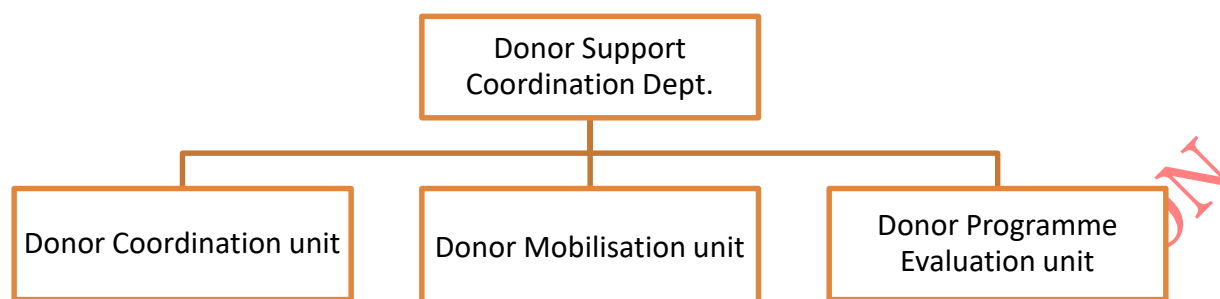 Donor Support
Coordination Dept.
Donor Coordination unit
Donor Mobilisation unit
Donor Programme
Evaluation unit